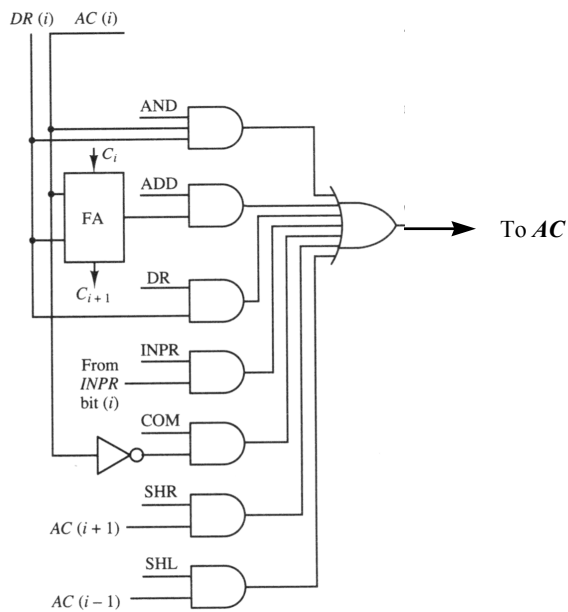 DR (i) AC (i)
AND
C_i
ADD
FA
C_{i+1}
DR
INPR
From
INPR
bit (i)
COM
SHR
AC (i + 1)
SHL
AC (i − 1)
To AC